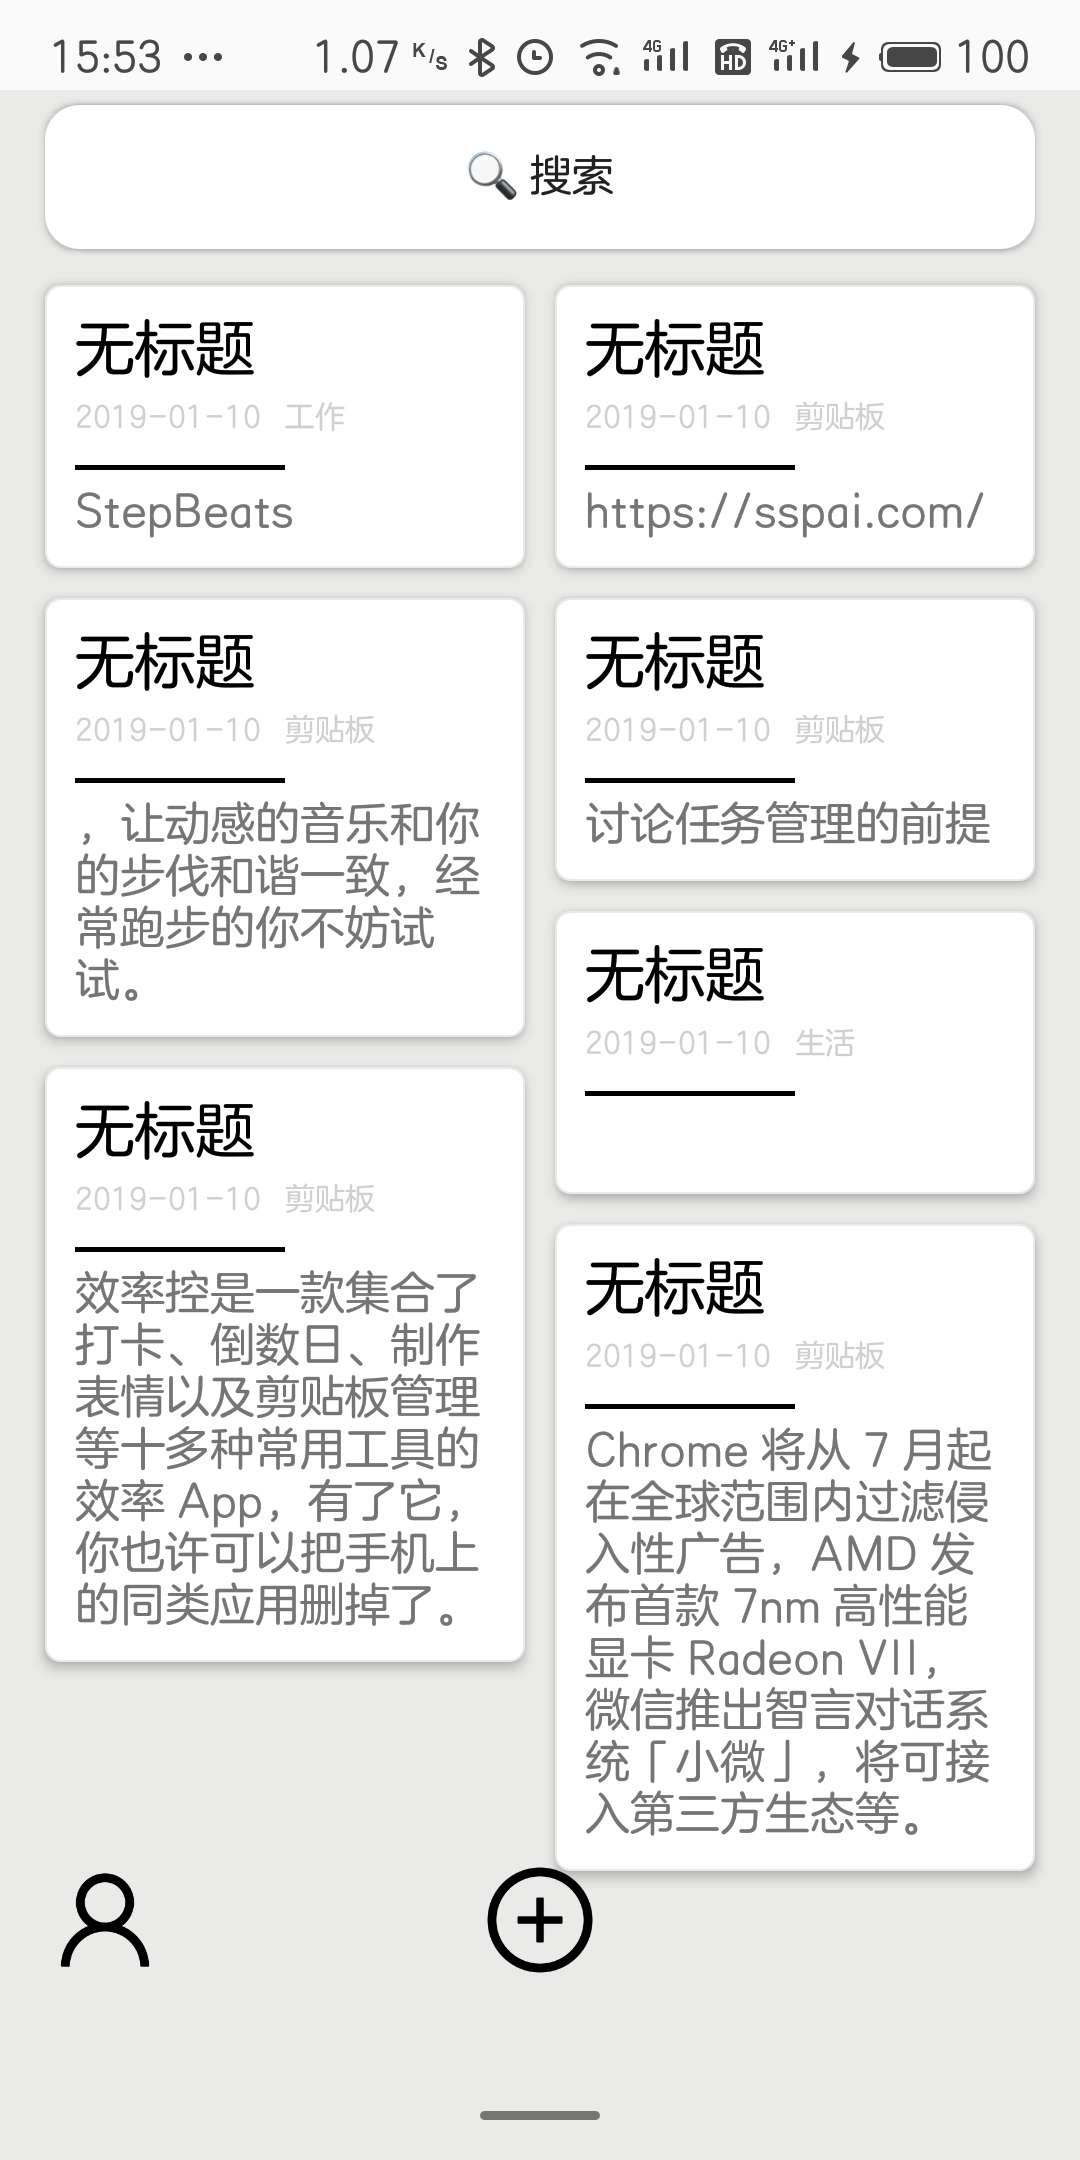 15:53 ··· 1.07 K/s 4G HD 4G+ 100
🔍 搜索
无标题
2019-01-10 工作
StepBeats
无标题
2019-01-10 剪贴板
https://sspai.com/
无标题
2019-01-10 剪贴板
，让动感的音乐和你
的步伐和谐一致，经
常跑步的你不妨试
试。
无标题
2019-01-10 剪贴板
讨论任务管理的前提
无标题
2019-01-10 生活
无标题
2019-01-10 剪贴板
效率控是一款集合了
打卡、倒数日、制作
表情以及剪贴板管理
等十多种常用工具的
效率 App，有了它，
你也许可以把手机上
的同类应用删掉了。
无标题
2019-01-10 剪贴板
Chrome 将从 7 月起
在全球范围内过滤侵
入性广告，AMD 发
布首款 7nm 高性能
显卡 Radeon VII，
微信推出智言对话系
统「小微」，将可接
入第三方生态等。